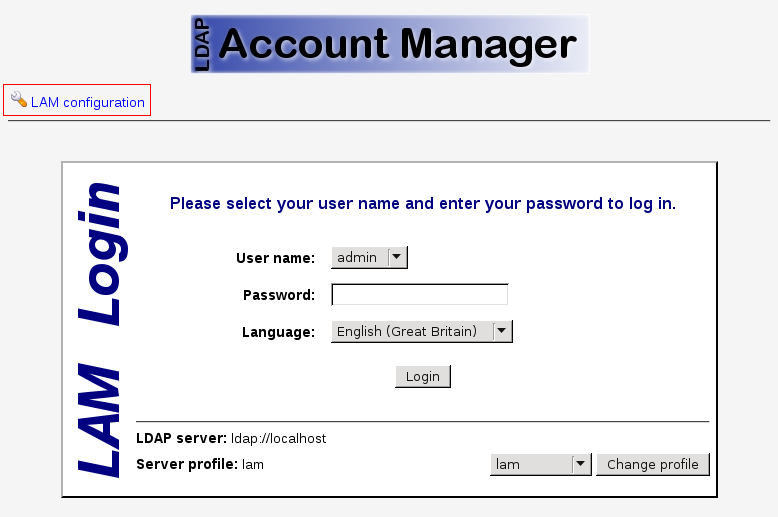 LDAP Account Manager
LAM configuration
LAM Login
Please select your user name and enter your password to log in.
User name: admin
Password:
Language: English (Great Britain)
Login
LDAP server: ldap://localhost
Server profile: lam lam Change profile